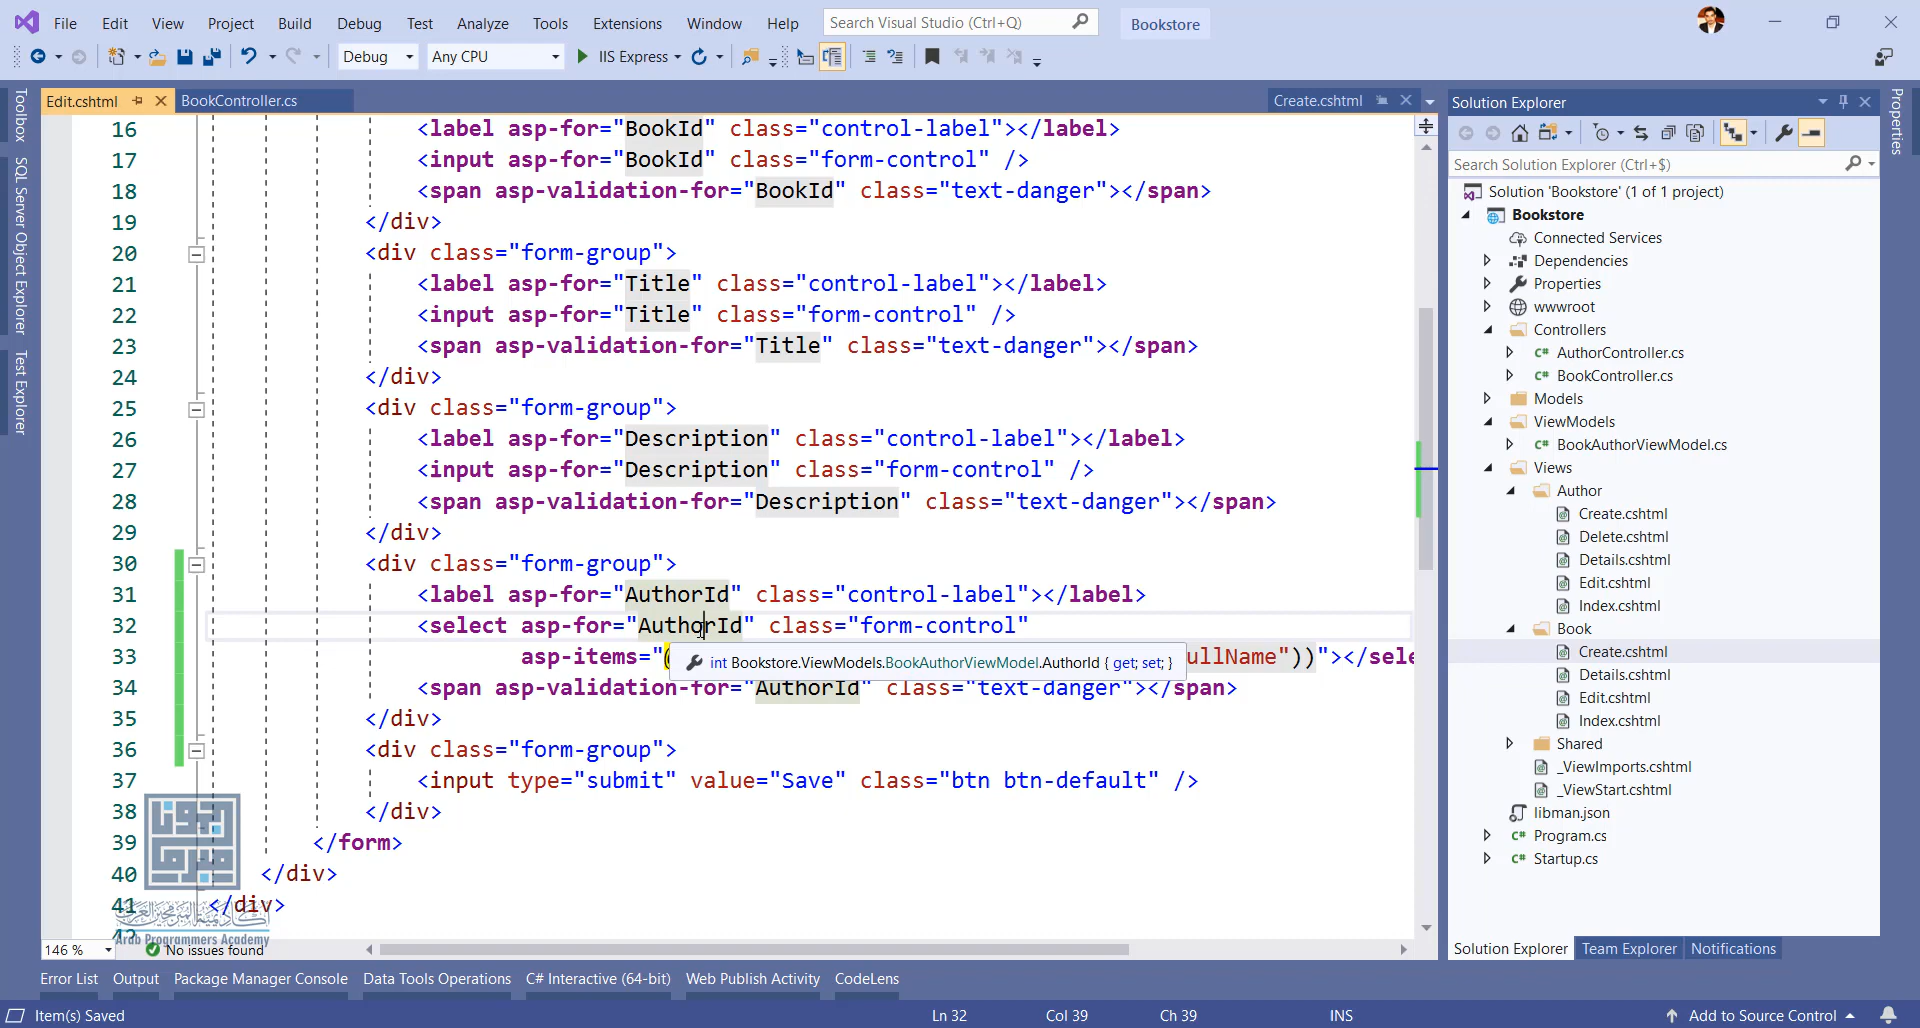 File Edit View Project Build Debug Test Analyze Tools Extensions Window Help Search Visual Studio (Ctrl+Q) Bookstore
Debug Any CPU IIS Express
Edit.cshtml BookController.cs Create.cshtml
Toolbox
SQL Server Object Explorer
Test Explorer
16 <label asp-for="BookId" class="control-label"></label>
17 <input asp-for="BookId" class="form-control" />
18 <span asp-validation-for="BookId" class="text-danger"></span>
19 </div>
20 <div class="form-group">
21 <label asp-for="Title" class="control-label"></label>
22 <input asp-for="Title" class="form-control" />
23 <span asp-validation-for="Title" class="text-danger"></span>
24 </div>
25 <div class="form-group">
26 <label asp-for="Description" class="control-label"></label>
27 <input asp-for="Description" class="form-control" />
28 <span asp-validation-for="Description" class="text-danger"></span>
29 </div>
30 <div class="form-group">
31 <label asp-for="AuthorId" class="control-label"></label>
32 <select asp-for="AuthorId" class="form-control"
33 asp-items="( ullName"))"></sele
int Bookstore.ViewModels.BookAuthorViewModel.AuthorId { get; set; }
34 <span asp-validation-for="AuthorId" class="text-danger"></span>
35 </div>
36 <div class="form-group">
37 <input type="submit" value="Save" class="btn btn-default" />
38 </div>
39 </form>
40 </div>
41 </div>
42
أكاديمية المبرمجين العرب
Arab Programmers Academy
146 % No issues found
Solution Explorer
Search Solution Explorer (Ctrl+$)
Solution 'Bookstore' (1 of 1 project)
Bookstore
Connected Services
Dependencies
Properties
wwwroot
Controllers
C# AuthorController.cs
C# BookController.cs
Models
ViewModels
C# BookAuthorViewModel.cs
Views
Author
Create.cshtml
Delete.cshtml
Details.cshtml
Edit.cshtml
Index.cshtml
Book
Create.cshtml
Details.cshtml
Edit.cshtml
Index.cshtml
Shared
_ViewImports.cshtml
_ViewStart.cshtml
libman.json
C# Program.cs
C# Startup.cs
Solution Explorer Team Explorer Notifications
Properties
Error List Output Package Manager Console Data Tools Operations C# Interactive (64-bit) Web Publish Activity CodeLens
Item(s) Saved Ln 32 Col 39 Ch 39 INS Add to Source Control